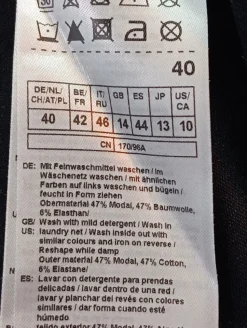 40
DE/NL/ BE/ IT/ GB ES JP US/
CH/AT/PL FR RU CA
40 42 46 14 44 13 10
CN 170/96A
DE: Mit Feinwaschmittel waschen / Im
Wäschenetz waschen / mit ähnlichen
Farben auf links waschen und bügeln /
feucht in Form ziehen
Obermaterial 47% Modal, 47% Baumwolle,
6% Elasthan/
GB/ Wash with mild detergent / Wash in
US: laundry net / Wash inside out with
similar colours and iron on reverse /
Reshape while damp
Outer material 47% Modal, 47% Cotton,
6% Elastane/
ES: Lavar con detergente para prendas
delicadas / lavar dentro de una red /
lavar y planchar del revés con colores
similares / dar forma cuando esté
húmedo
tejido exterior 47% Modal, 47%